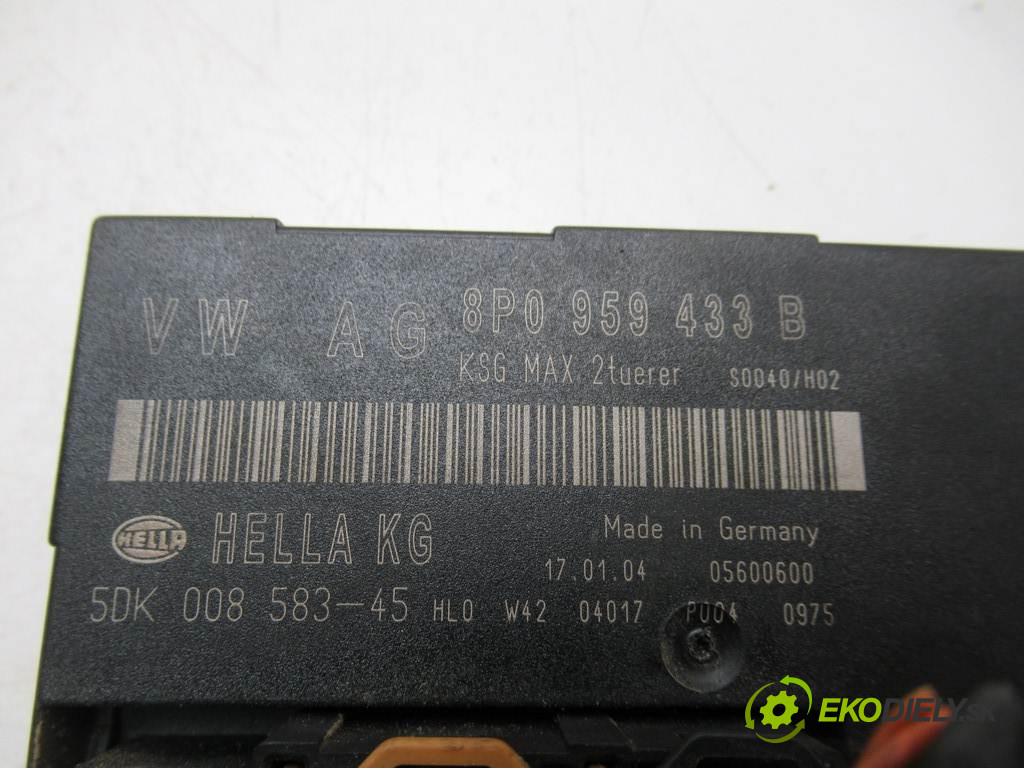 VW AG 8P0 959 433 B
KSG MAX 2tuerer S0040/H02
HELLA HELLA KG Made in Germany
17.01.04 05600600
5DK 008 583-45 HLO W42 04017 P004 0975
EKODIELY.SK